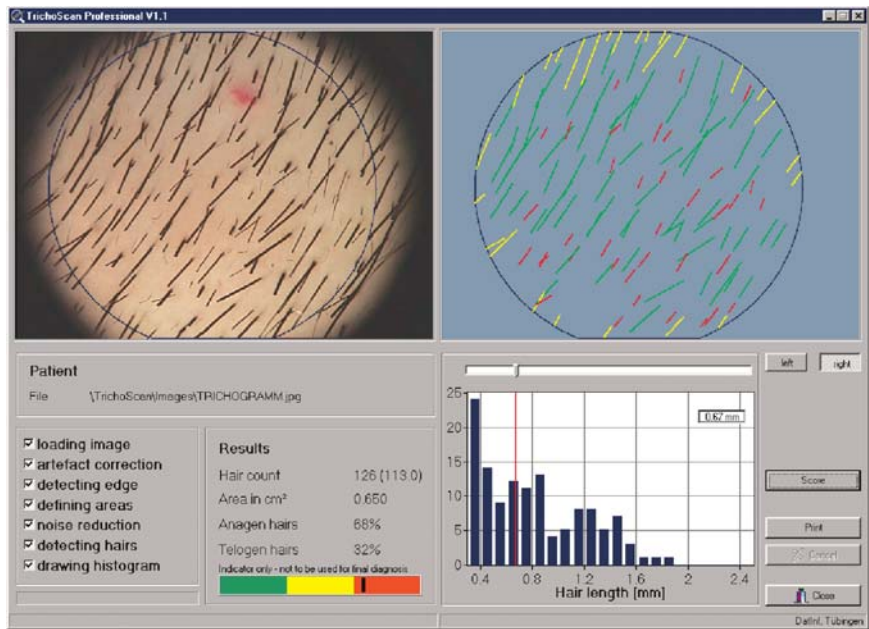 TrichoScan Professional V1.1
Patient
File \TrichoScan\Images\TRICHOGRAMM.jpg
loading image
artefact correction
detecting edge
defining areas
noise reduction
detecting hairs
drawing histogram
Results
Hair count 126 (113.0)
Area in cm² 0.650
Anagen hairs 68%
Telogen hairs 32%
Indicator only - not to be used for final diagnosis
25
20
15
10
5
0
0.67 mm
0.4 0.8 1.2 1.6 2 2.4
Hair length [mm]
left right
Score
Print
Cancel
Close
Datinf, Tübingen